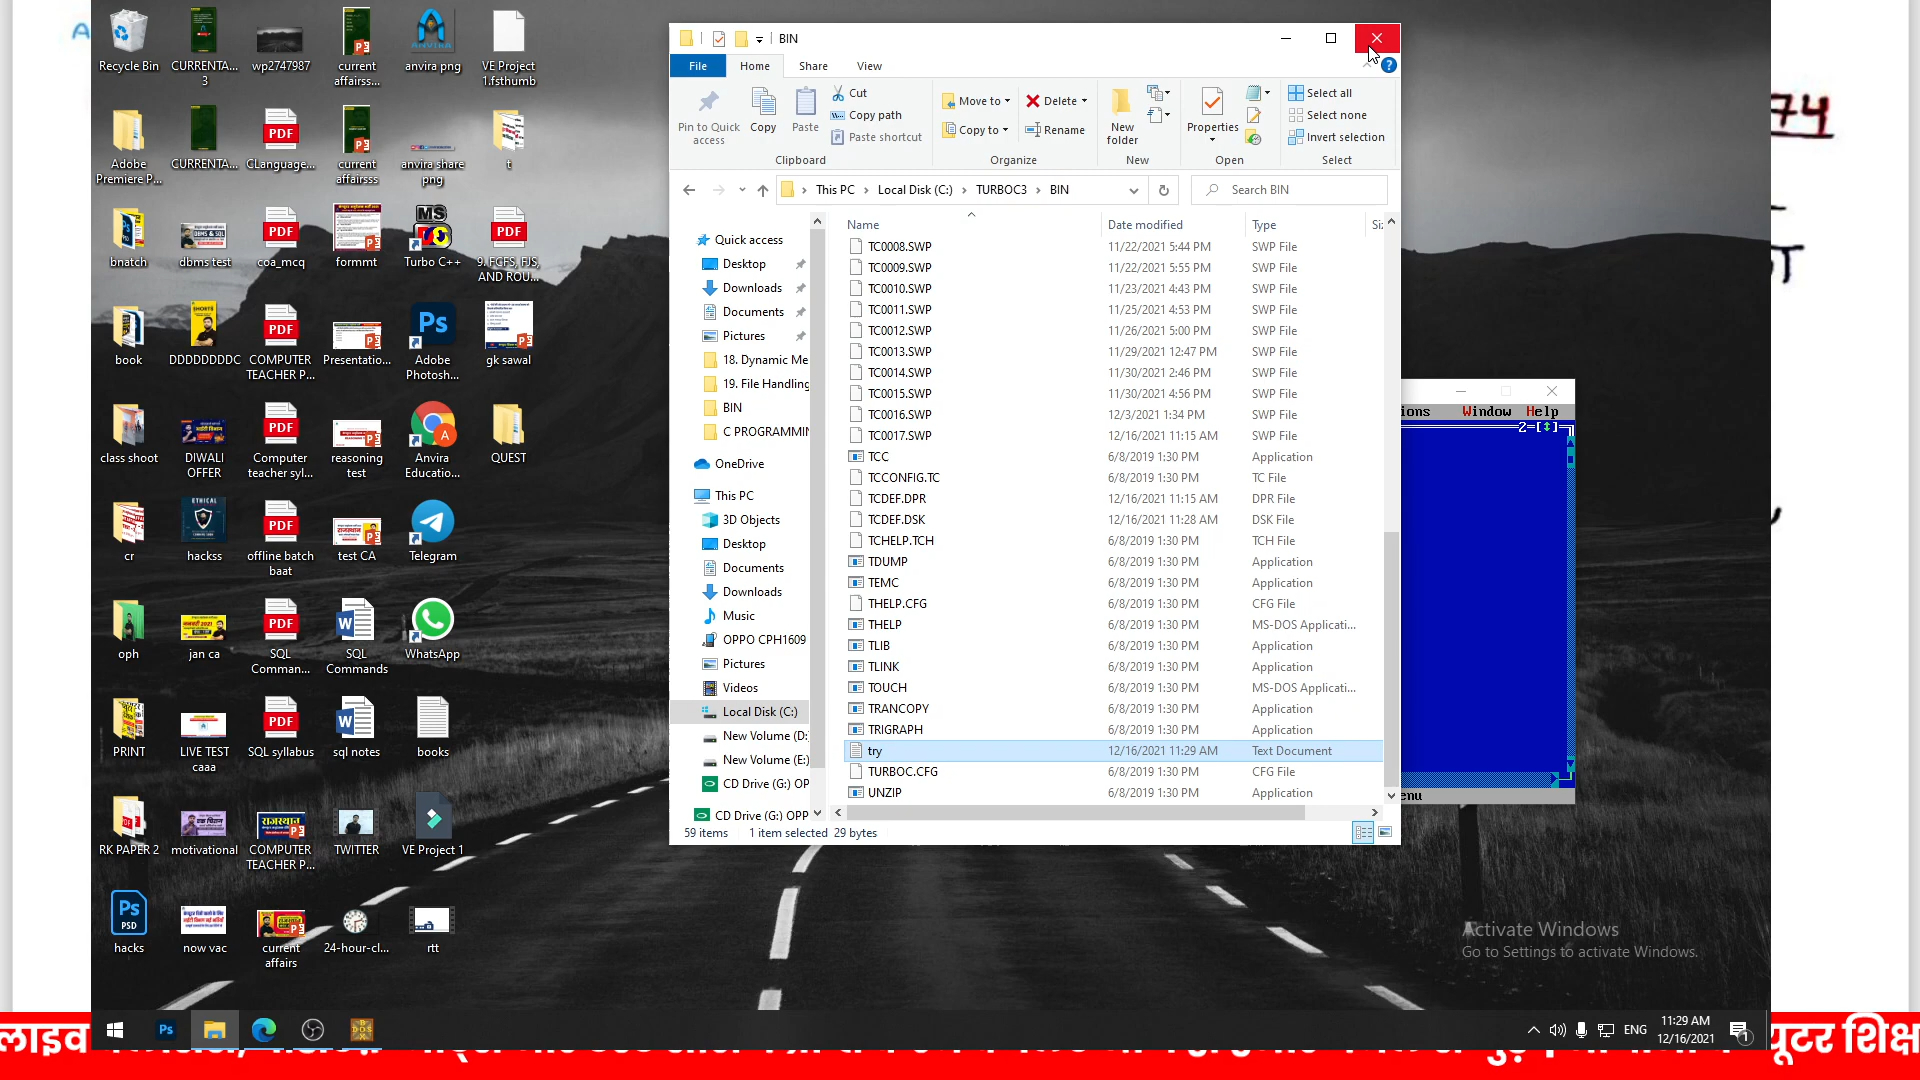 Recycle Bin
CURRENTA...
3
wp2747987
current
affairss...
anvira png
VE Project
1.fsthumb
Adobe
Premiere P...
CURRENTA...
CLanguage...
current
affairsss
anvira share
png
t
bnatch
dbms test
coa_mcq
formmt
Turbo C++
9. FCFS, FJS,
AND ROU...
book
DDDDDDDDC
COMPUTER
TEACHER P...
Presentatio...
Adobe
Photosh...
gk sawal
class shoot
DIWALI
OFFER
Computer
teacher syl...
reasoning
test
Anvira
Educatio...
QUEST
cr
hackss
offline batch
baat
test CA
Telegram
oph
jan ca
SQL
Comman...
SQL
Commands
WhatsApp
PRINT
LIVE TEST
caaa
SQL syllabus
sql notes
books
RK PAPER 2
motivational
COMPUTER
TEACHER P...
TWITTER
VE Project 1
hacks
now vac
current
affairs
24-hour-cl...
rtt
BIN
File Home Share View
Pin to Quick
access
Copy
Paste
Cut
Copy path
Paste shortcut
Clipboard
Move to
Copy to
Delete
Rename
Organize
New
folder
New
Properties
Open
Select all
Select none
Invert selection
Select
This PC > Local Disk (C:) > TURBOC3 > BIN
Search BIN
Quick access
Desktop
Downloads
Documents
Pictures
18. Dynamic Me
19. File Handling
BIN
C PROGRAMMIN
OneDrive
This PC
3D Objects
Desktop
Documents
Downloads
Music
OPPO CPH1609
Pictures
Videos
Local Disk (C:)
New Volume (D:
New Volume (E:)
CD Drive (G:) OP
CD Drive (G:) OPP
Name Date modified Type Siz
TC0008.SWP 11/22/2021 5:44 PM SWP File
TC0009.SWP 11/22/2021 5:55 PM SWP File
TC0010.SWP 11/23/2021 4:43 PM SWP File
TC0011.SWP 11/25/2021 4:53 PM SWP File
TC0012.SWP 11/26/2021 5:00 PM SWP File
TC0013.SWP 11/29/2021 12:47 PM SWP File
TC0014.SWP 11/30/2021 2:46 PM SWP File
TC0015.SWP 11/30/2021 4:56 PM SWP File
TC0016.SWP 12/3/2021 1:34 PM SWP File
TC0017.SWP 12/16/2021 11:15 AM SWP File
TCC 6/8/2019 1:30 PM Application
TCCONFIG.TC 6/8/2019 1:30 PM TC File
TCDEF.DPR 12/16/2021 11:15 AM DPR File
TCDEF.DSK 12/16/2021 11:28 AM DSK File
TCHELP.TCH 6/8/2019 1:30 PM TCH File
TDUMP 6/8/2019 1:30 PM Application
TEMC 6/8/2019 1:30 PM Application
THELP.CFG 6/8/2019 1:30 PM CFG File
THELP 6/8/2019 1:30 PM MS-DOS Applicati...
TLIB 6/8/2019 1:30 PM Application
TLINK 6/8/2019 1:30 PM Application
TOUCH 6/8/2019 1:30 PM MS-DOS Applicati...
TRANCOPY 6/8/2019 1:30 PM Application
TRIGRAPH 6/8/2019 1:30 PM Application
try 12/16/2021 11:29 AM Text Document
TURBOC.CFG 6/8/2019 1:30 PM CFG File
UNZIP 6/8/2019 1:30 PM Application
59 items 1 item selected 29 bytes
ions Window Help
2=[↕]
enu
74
Activate Windows
Go to Settings to activate Windows.
ENG
11:29 AM
12/16/2021
1
लाइव